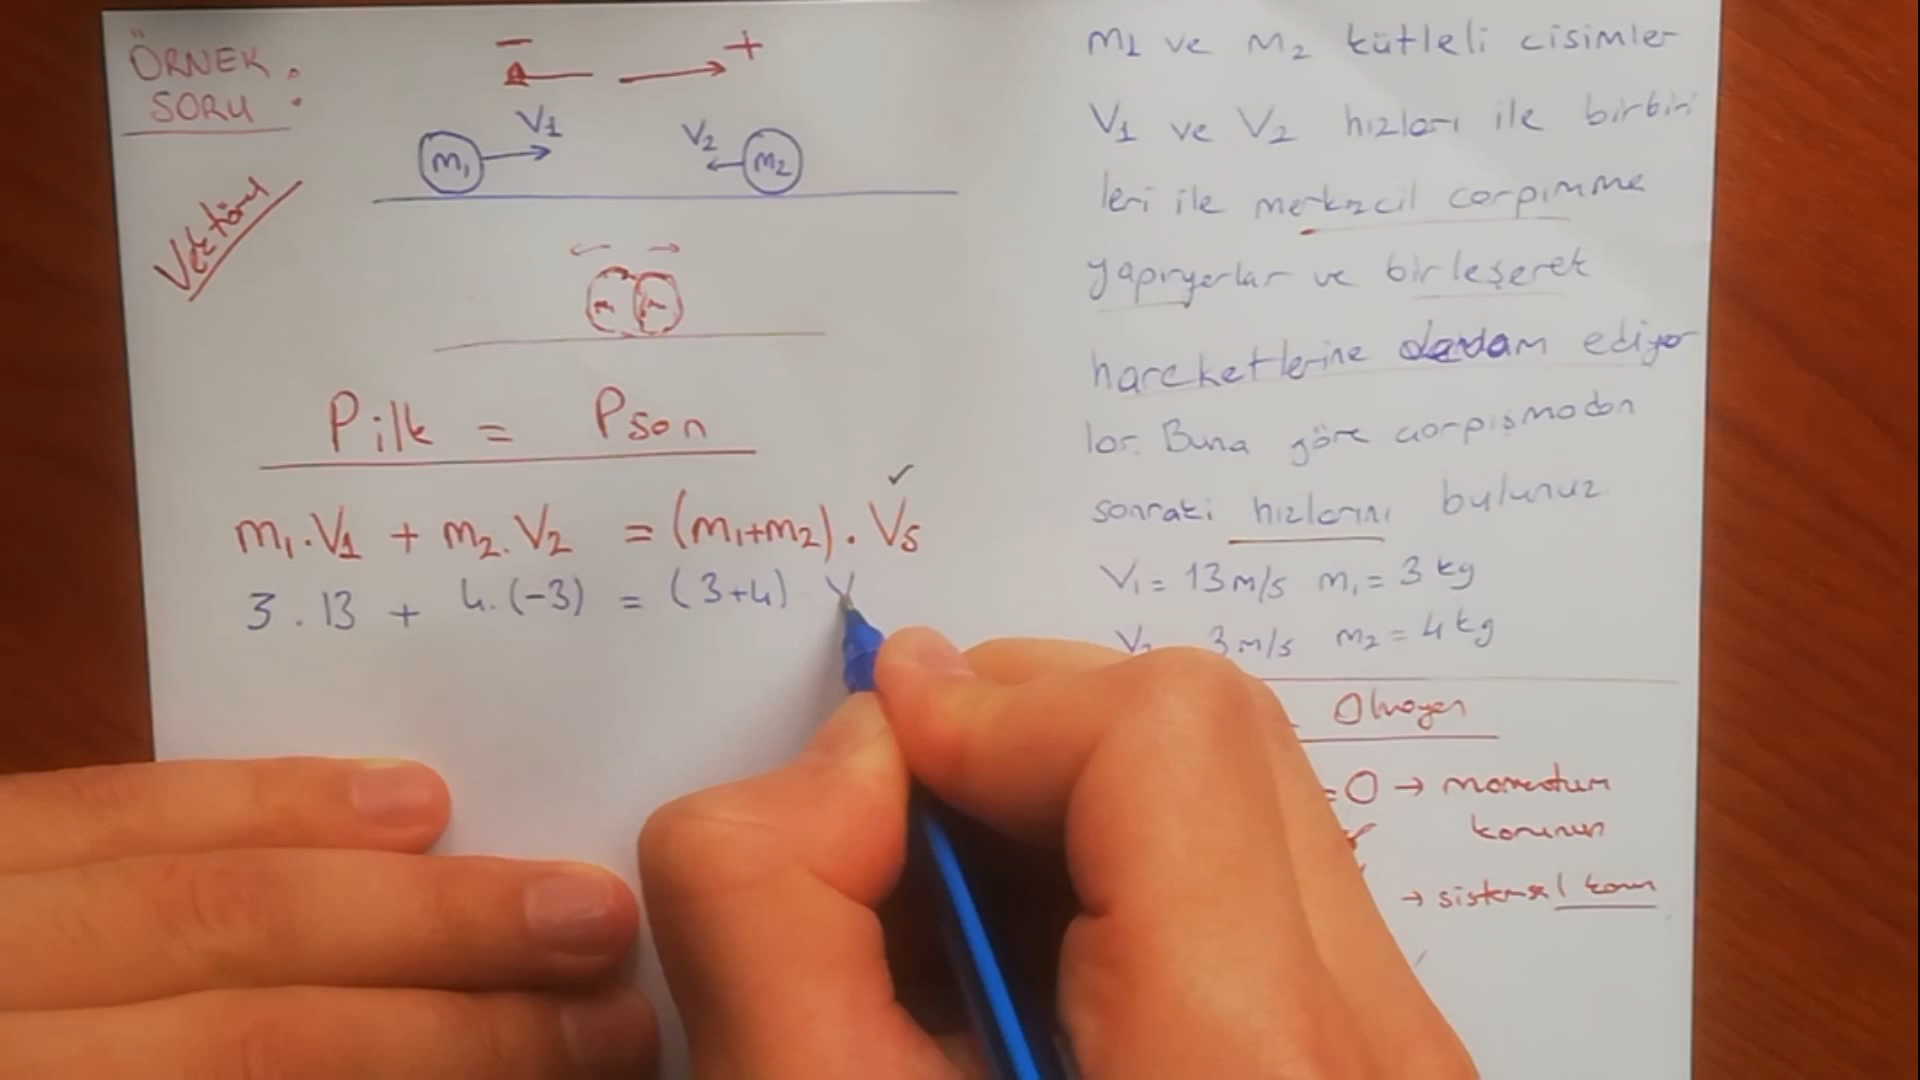 ÖRNEK
SORU :
- +
V1
V2
m1
m2
Vektörel
m m
Pilk = Pson
m1.V1 + m2.V2 = (m1+m2).Vs
3.13 + 4.(-3) = (3+4) V
m1 ve m2 kütleli cisimler
V1 ve V2 hızları ile birbiri
leri ile merkezcil çarpımme
yapıyorlar ve birleşerek
hareketlerine devam ediyor
lar. Buna göre çarpışmadan
sonraki hızlarını bulunuz
V1 = 13 m/s m1 = 3 kg
3 m/s m2 = 4 kg
Olmayan
=0 → momentum
korunur
→ sistemsel